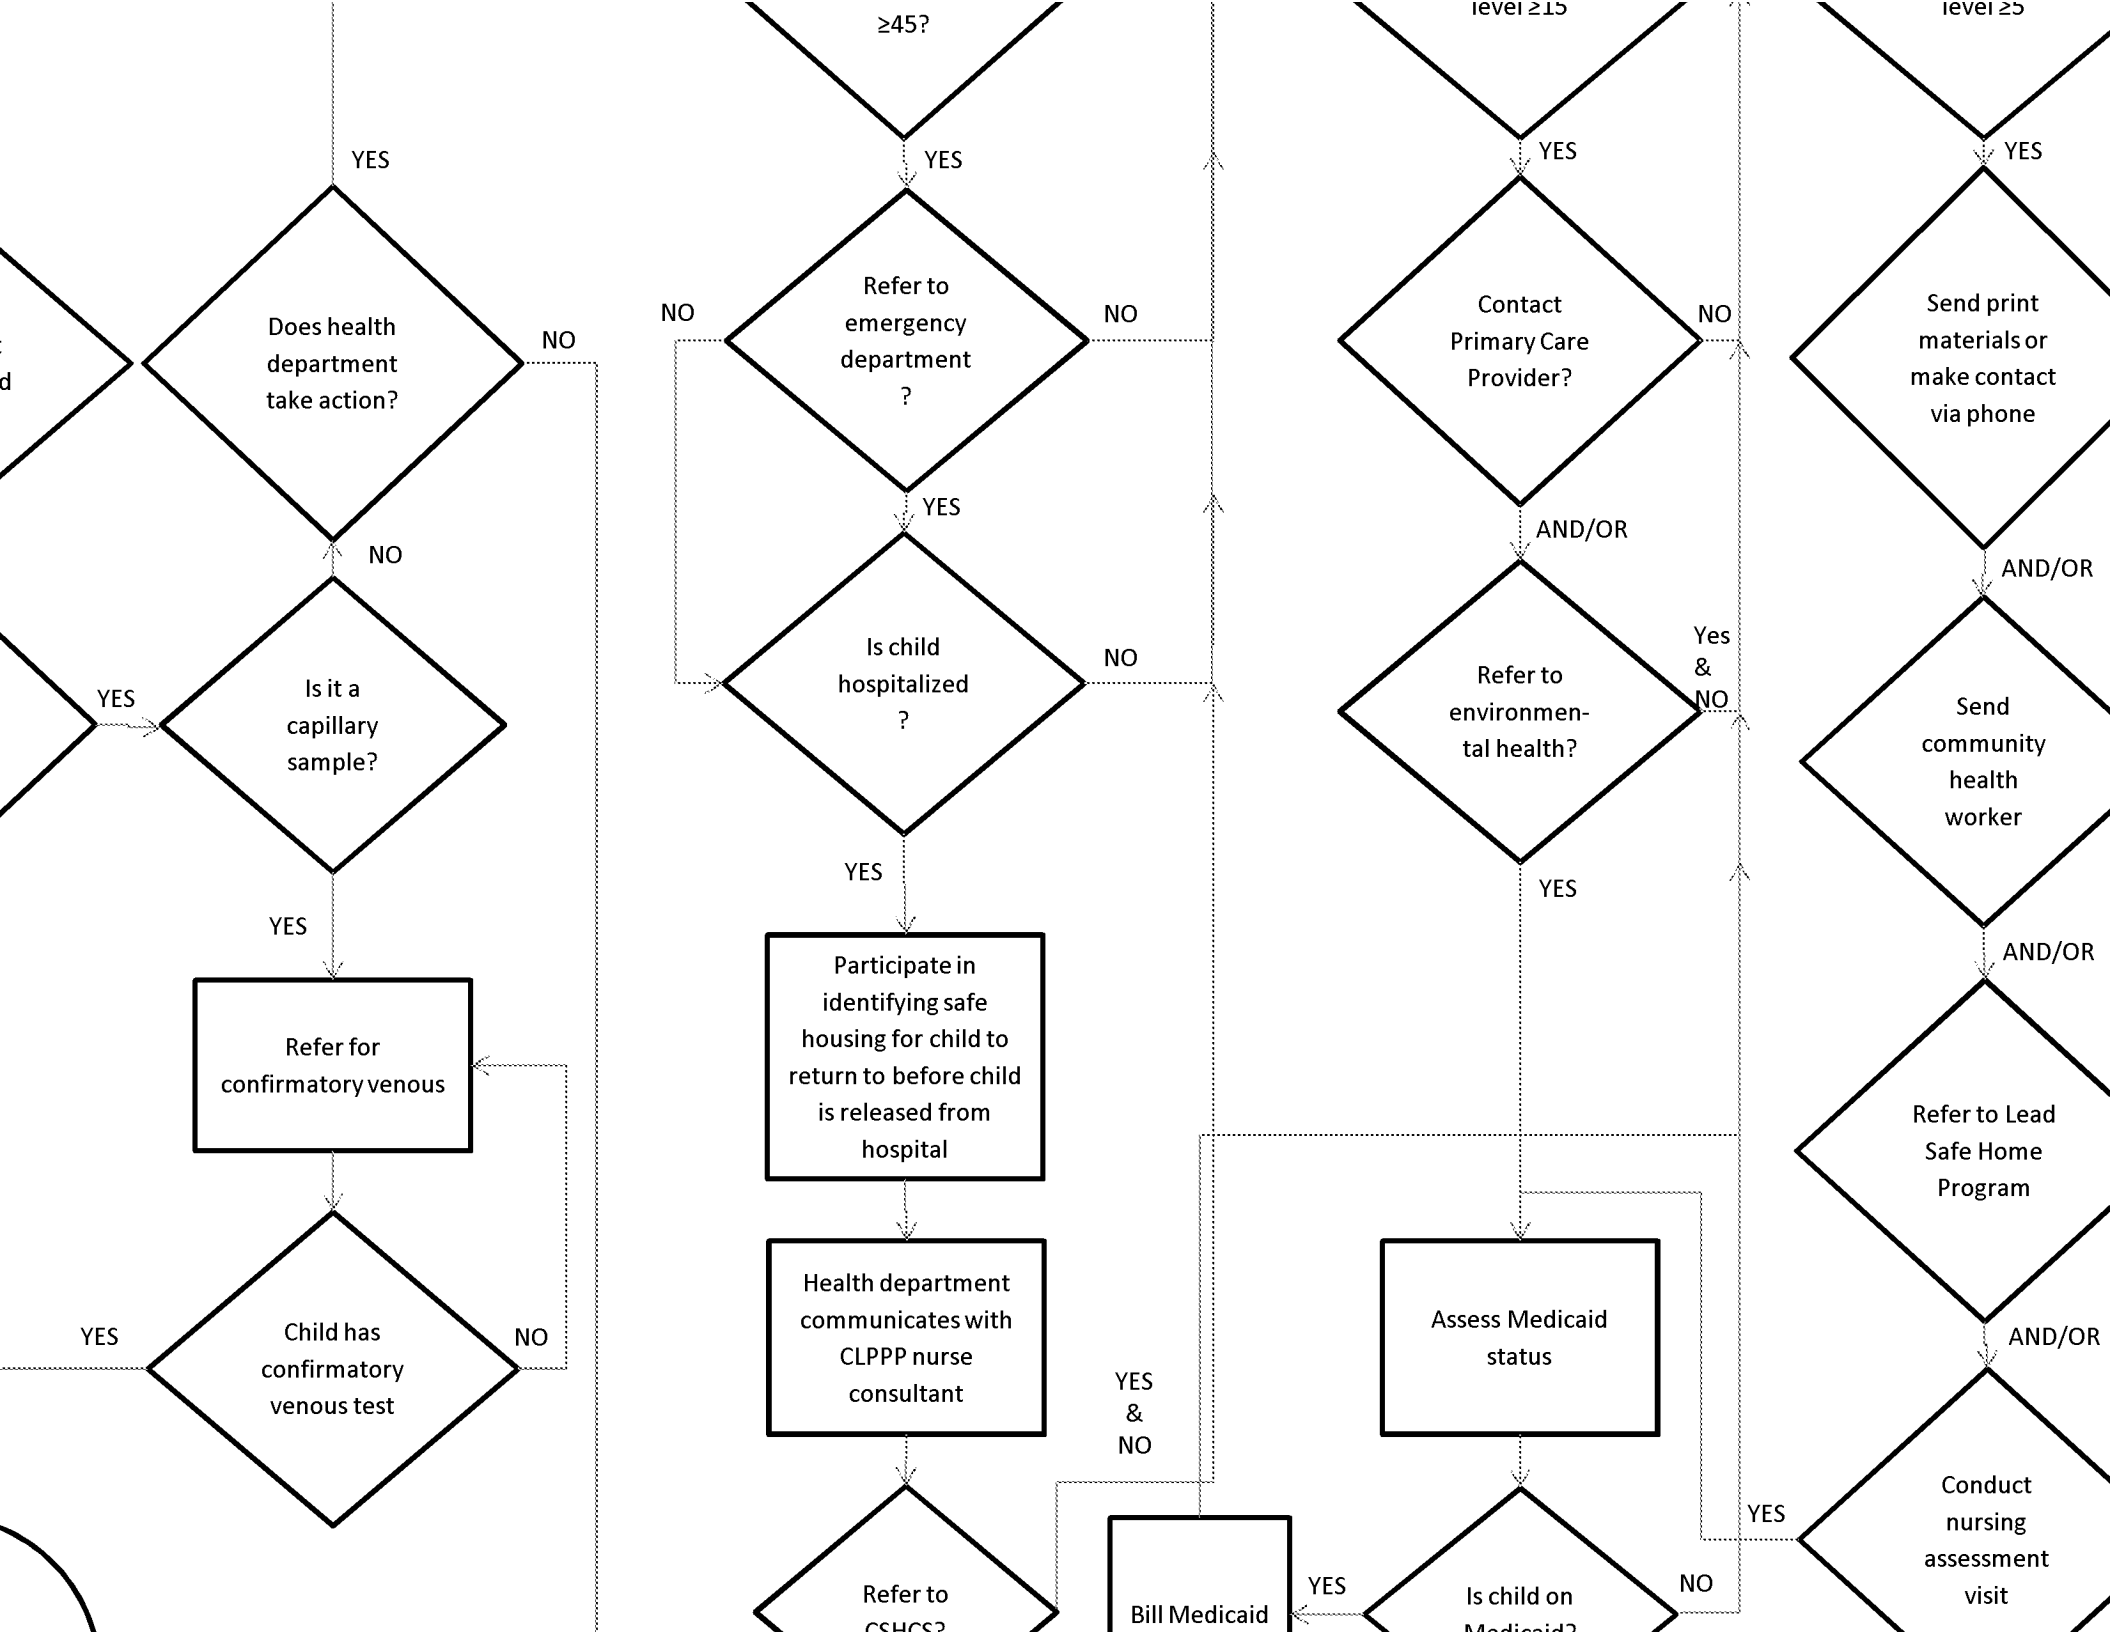 YES
Does health
department
take action?
NO
NO
Is it a
capillary
sample?
YES
YES
Refer for
confirmatory venous
Child has
confirmatory
venous test
YES
NO
d
≥45?
YES
Refer to
emergency
department
?
NO
NO
YES
Is child
hospitalized
?
NO
YES
Participate in
identifying safe
housing for child to
return to before child
is released from
hospital
Health department
communicates with
CLPPP nurse
consultant
YES
&
NO
Refer to
CSHCS?
Bill Medicaid
level ≥15
YES
Contact
Primary Care
Provider?
NO
AND/OR
Refer to
environmen-
tal health?
Yes
&
NO
YES
Assess Medicaid
status
YES
Is child on
Medicaid?
NO
level ≥5
YES
Send print
materials or
make contact
via phone
AND/OR
Send
community
health
worker
AND/OR
Refer to Lead
Safe Home
Program
AND/OR
YES
Conduct
nursing
assessment
visit